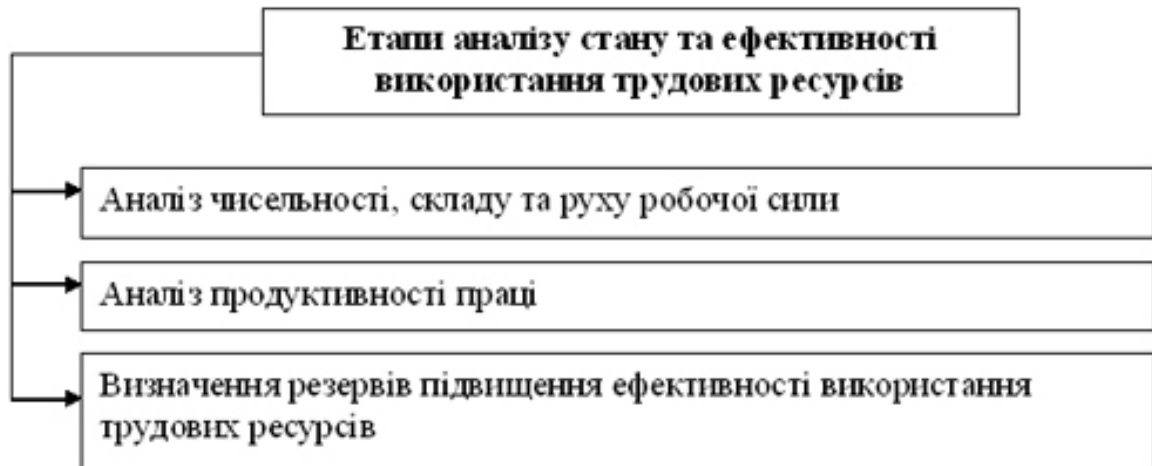 Етапи аналізу стану та ефективності
використання трудових ресурсів
Аналіз чисельності, складу та руху робочої сили
Аналіз продуктивності праці
Визначення резервів підвищення ефективності використання
трудових ресурсів